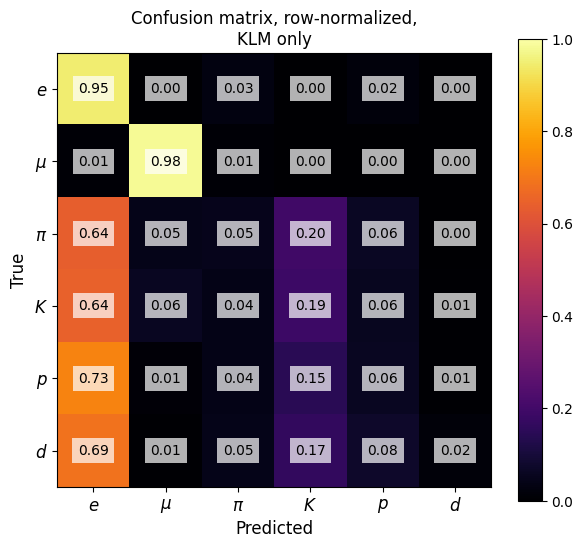 Confusion matrix, row-normalized,
KLM only
1.0
e 0.95 0.00 0.03 0.00 0.02 0.00
μ 0.01 0.98 0.01 0.00 0.00 0.00
0.8
π 0.64 0.05 0.05 0.20 0.06 0.00
0.6
True
K 0.64 0.06 0.04 0.19 0.06 0.01
0.4
p 0.73 0.01 0.04 0.15 0.06 0.01
0.2
d 0.69 0.01 0.05 0.17 0.08 0.02
0.0
e μ π K p d
Predicted